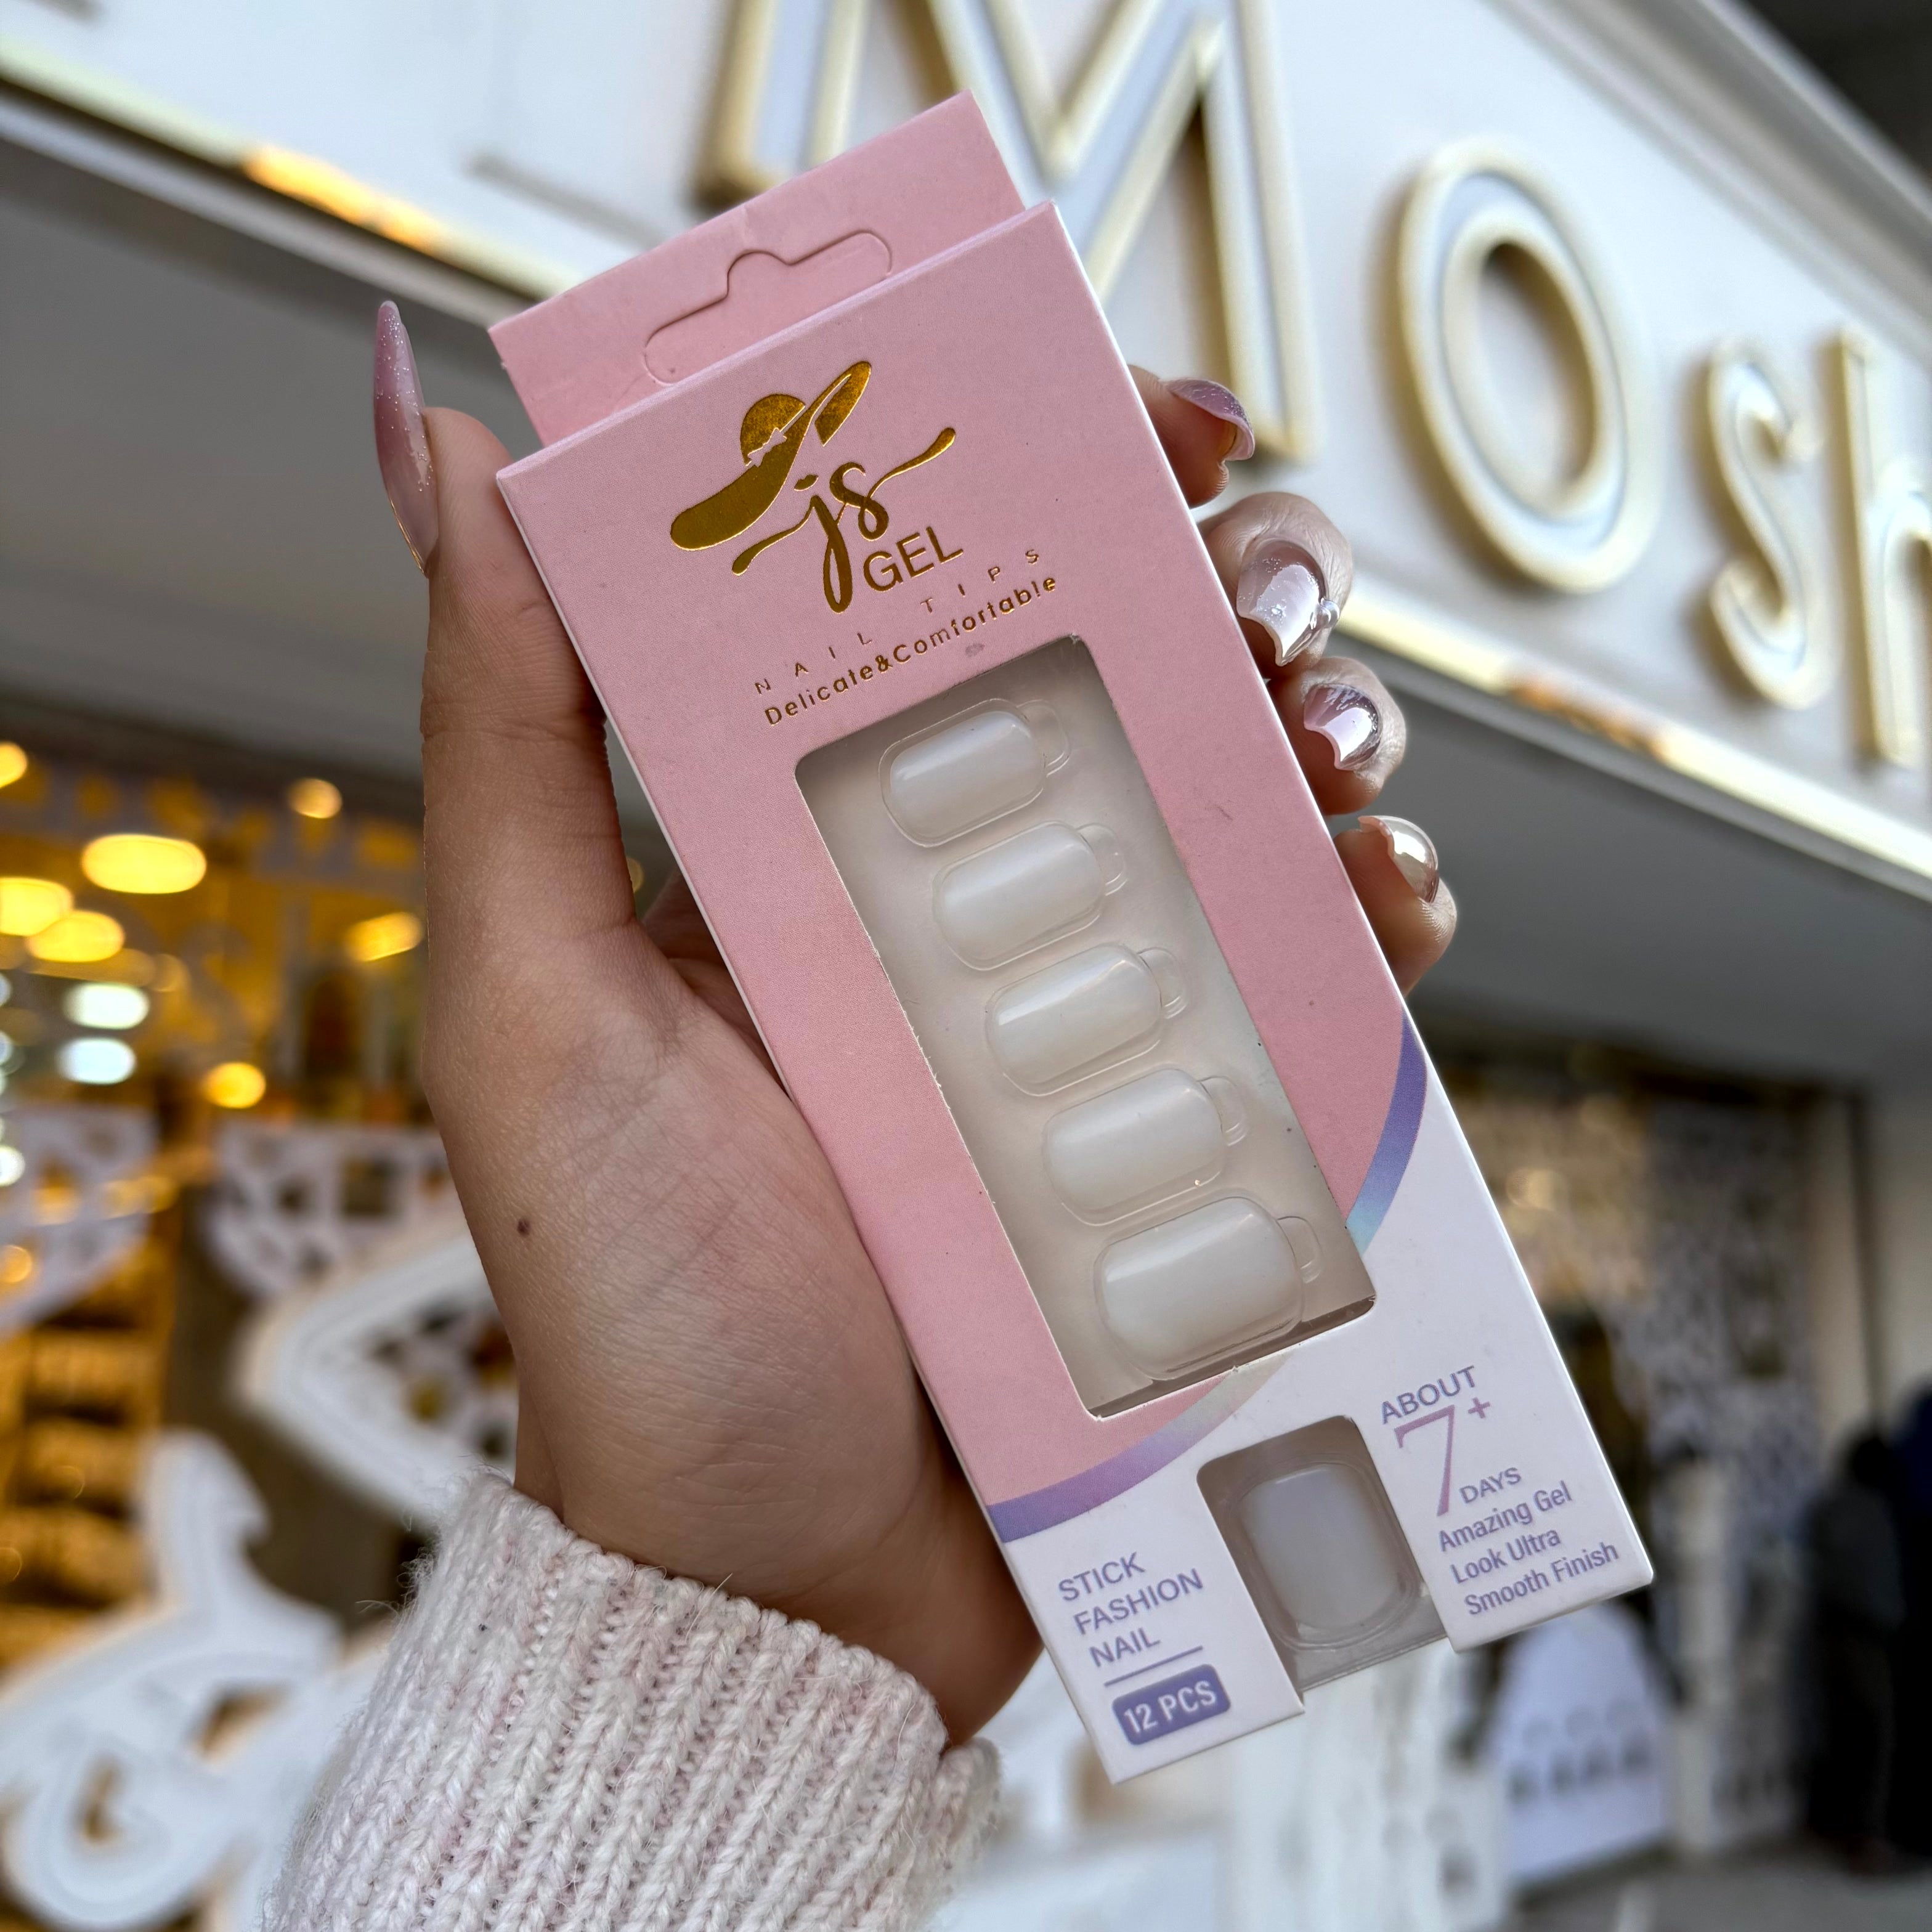 Mosh
js
GEL
NAIL TIPS
Delicate&Comfortable
ABOUT
7+
DAYS
Amazing Gel
Look Ultra
Smooth Finish
STICK
FASHION
NAIL
12 PCS